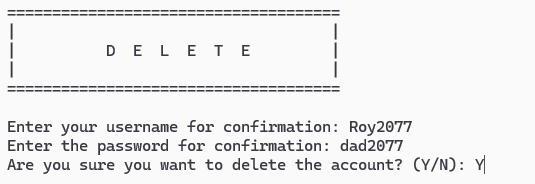 =====================================
|                                   |
|          D  E  L  E  T  E         |
|                                   |
=====================================
Enter your username for confirmation: Roy2077
Enter the password for confirmation: dad2077
Are you sure you want to delete the account? (Y/N): Y